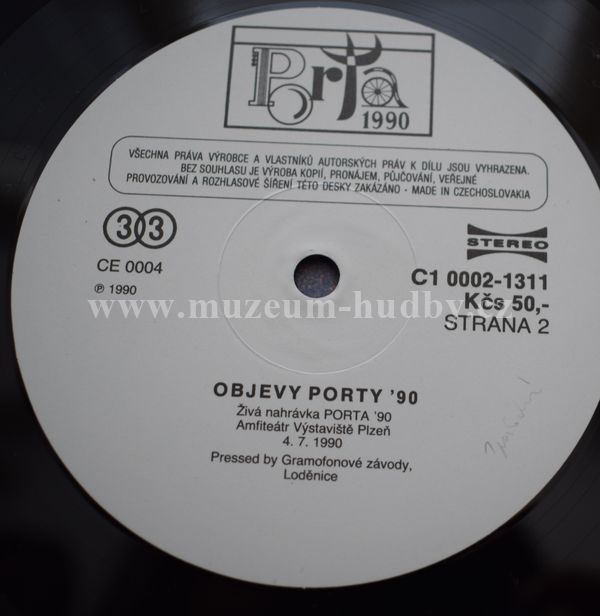 Porta
1990
VŠECHNA PRÁVA VÝROBCE A VLASTNÍKŮ AUTORSKÝCH PRÁV K DÍLU JSOU VYHRAZENA.
BEZ SOUHLASU JE VÝROBA KOPIÍ, PRONÁJEM, PŮJČOVÁNÍ, VEŘEJNÉ
PROVOZOVÁNÍ A ROZHLASOVÉ ŠÍŘENÍ TÉTO DESKY ZAKÁZÁNO - MADE IN CZECHOSLOVAKIA
33
STEREO
CE 0004
C1 0002-1311
℗ 1990
Kčs 50,-
www.muzeum-hudby.cz
STRANA 2
OBJEVY PORTY '90
Živá nahrávka PORTA '90
Amfiteátr Výstaviště Plzeň
4. 7. 1990
Pressed by Gramofonové závody,
Loděnice